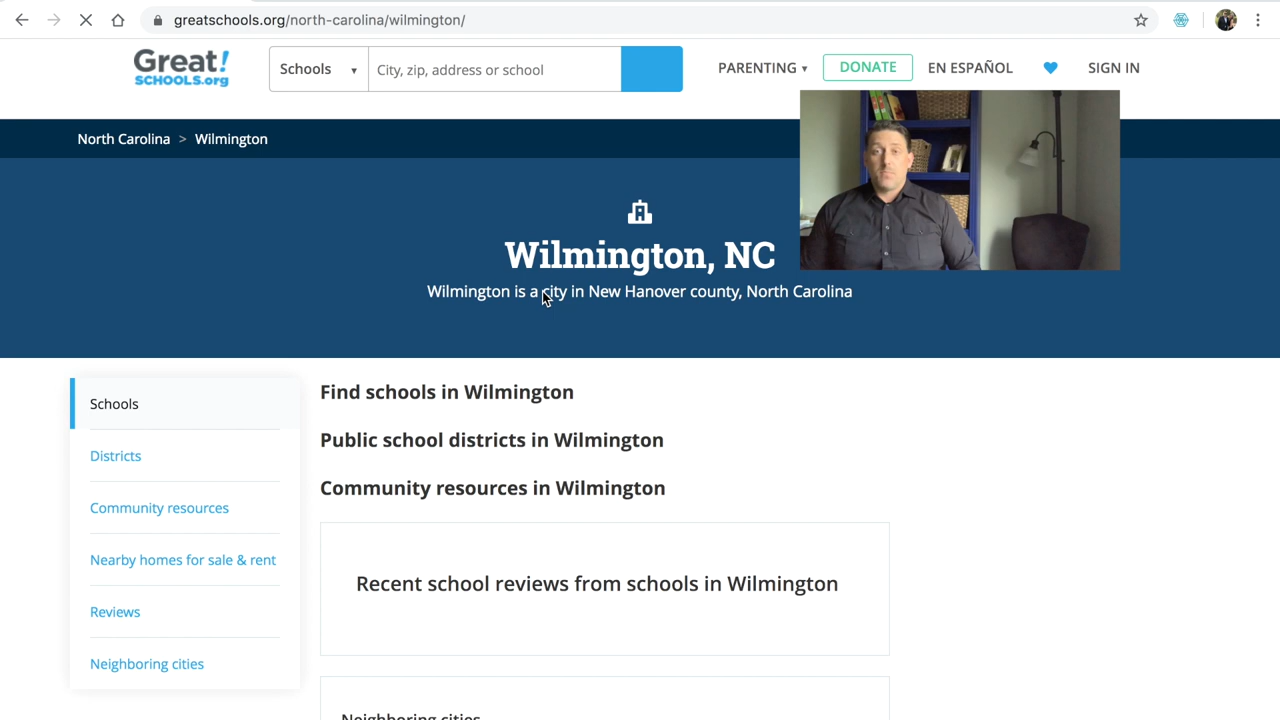 greatschools.org/north-carolina/wilmington/
Great!
SCHOOLS.org
Schools
City, zip, address or school
PARENTING
DONATE
EN ESPAÑOL
SIGN IN
North Carolina > Wilmington
Wilmington, NC
Wilmington is a city in New Hanover county, North Carolina
Schools
Districts
Community resources
Nearby homes for sale & rent
Reviews
Neighboring cities
Find schools in Wilmington
Public school districts in Wilmington
Community resources in Wilmington
Recent school reviews from schools in Wilmington
Neighboring cities